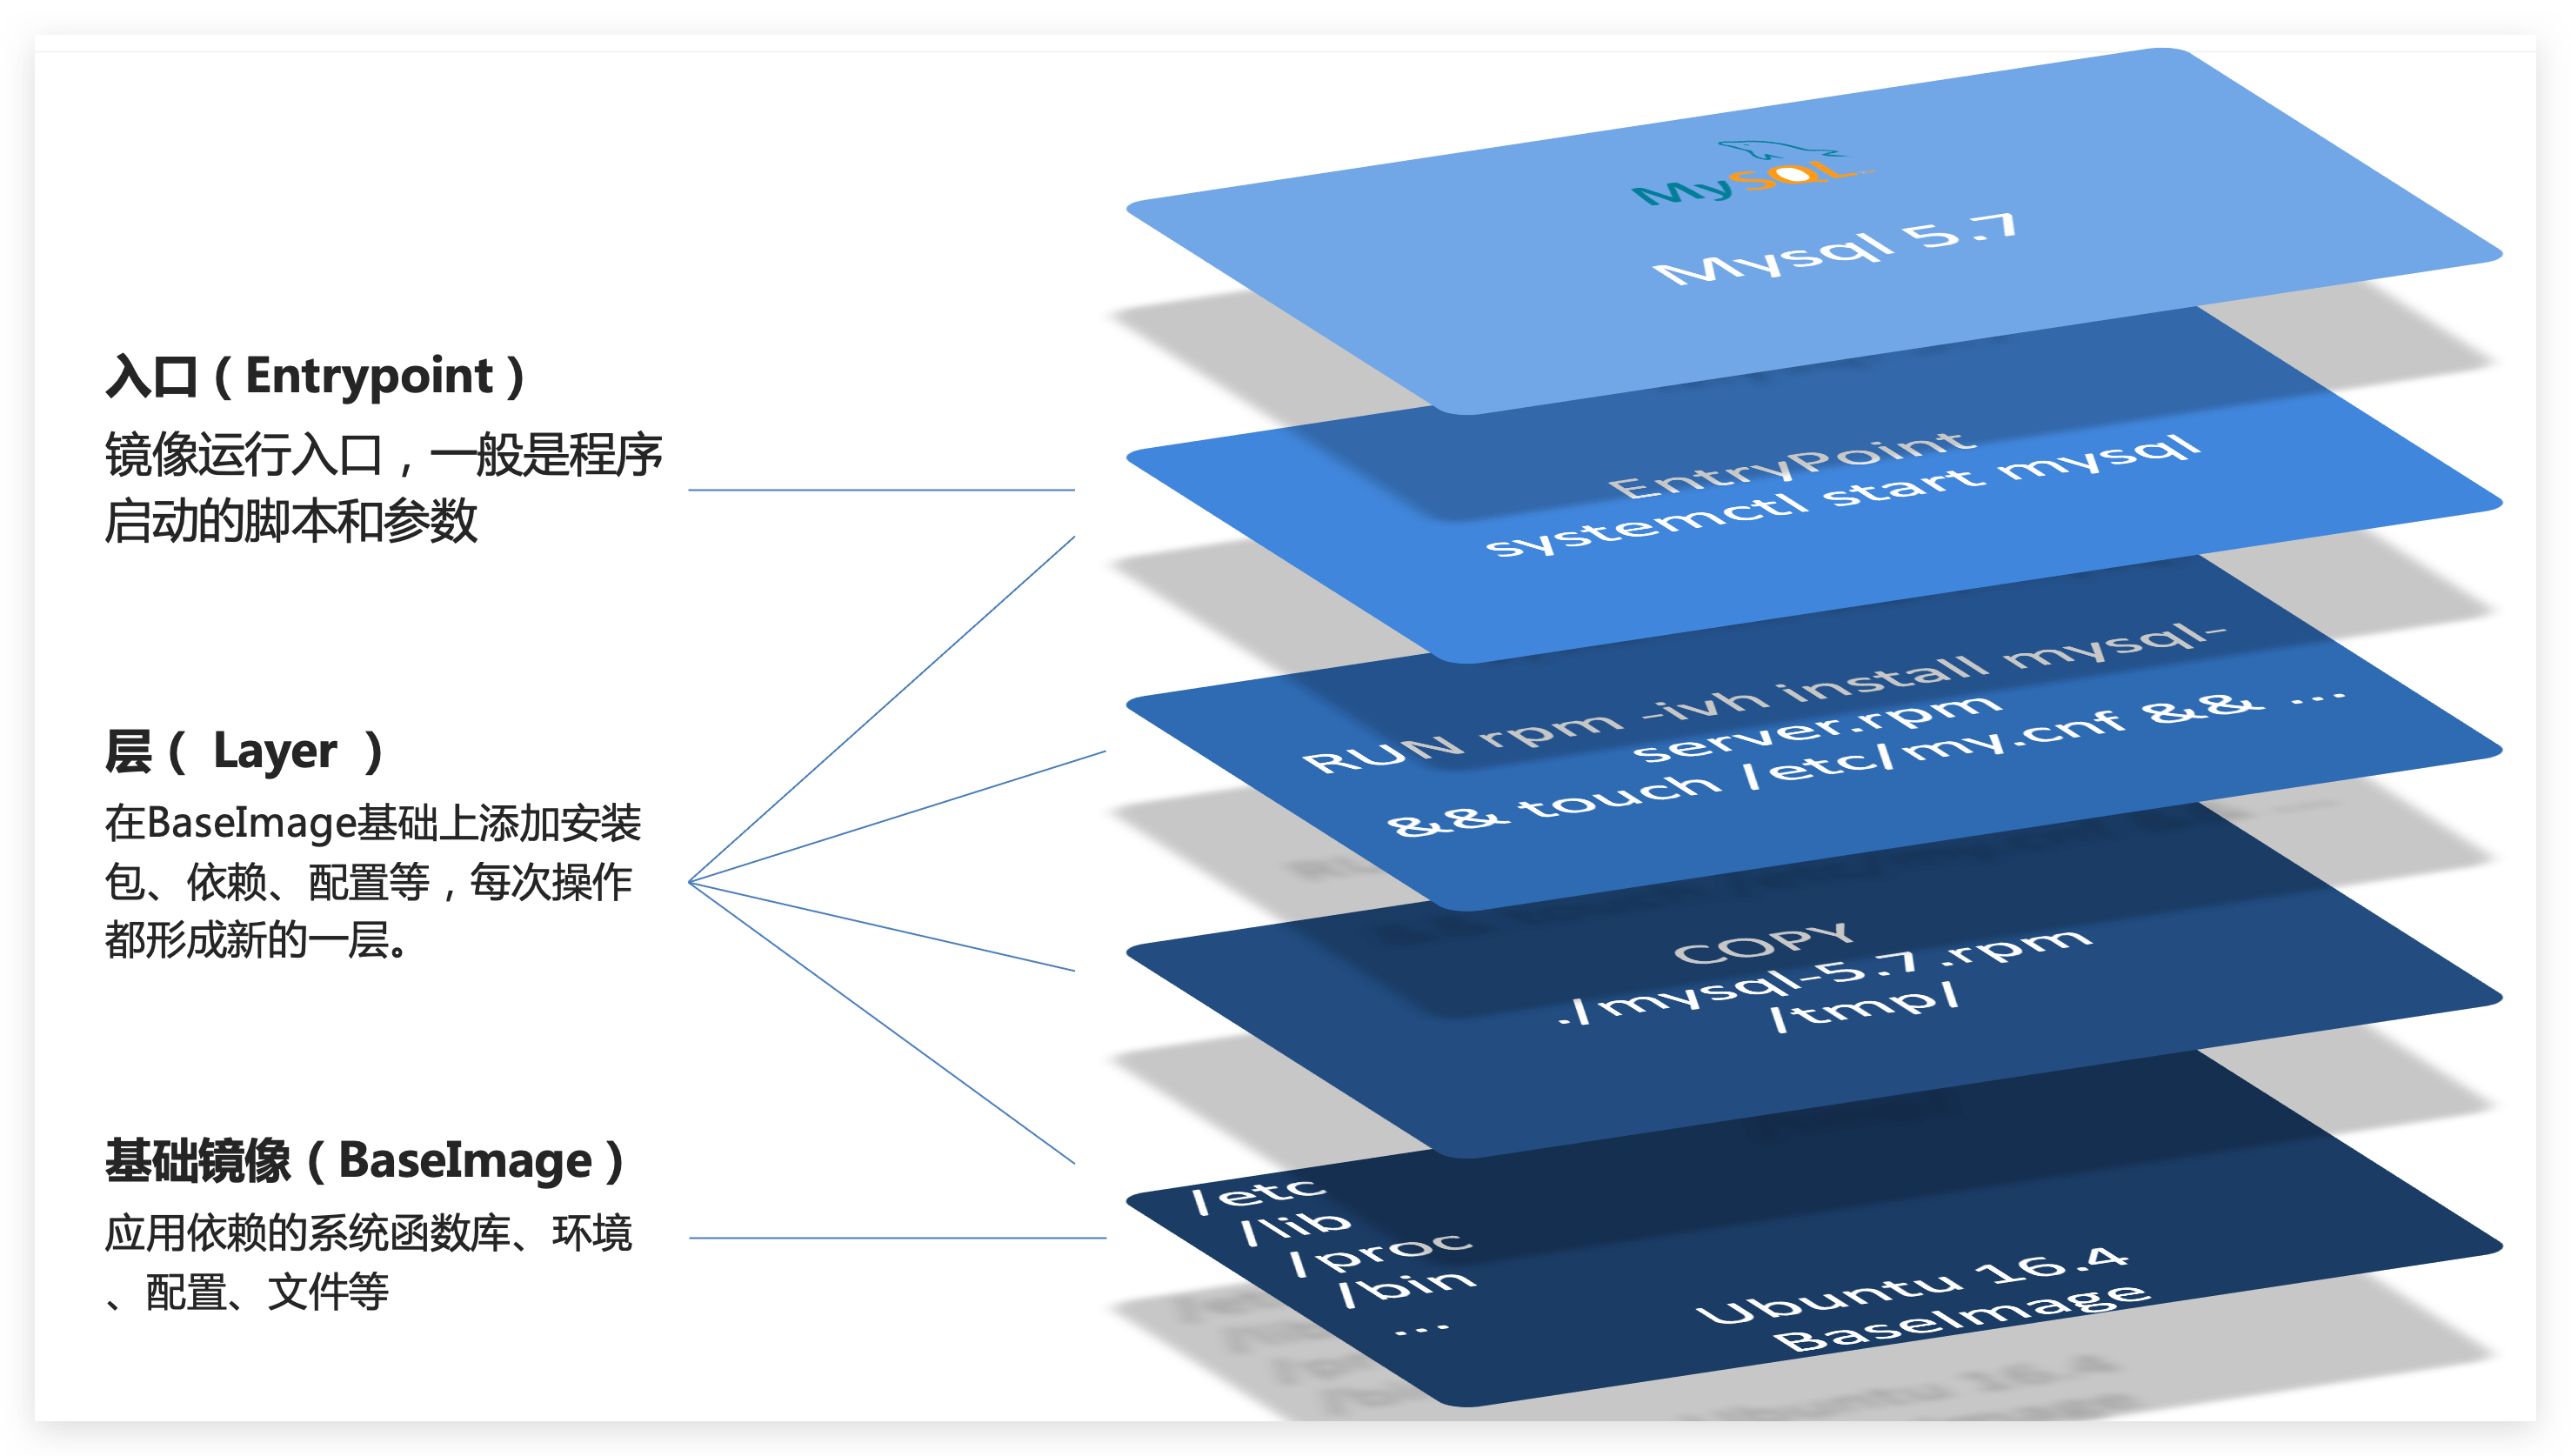 入口（Entrypoint）
镜像运行入口，一般是程序
启动的脚本和参数
层（ Layer ）
在BaseImage基础上添加安装
包、依赖、配置等，每次操作
都形成新的一层。
基础镜像（BaseImage）
应用依赖的系统函数库、环境
、配置、文件等
MySQL
Mysql 5.7
EntryPoint
systemctl start mysql
RUN rpm -ivh install mysql-
server.rpm
&& touch /etc/my.cnf && ...
COPY
./mysql-5.7.rpm
/tmp/
/etc
/lib
/proc
/bin
...
Ubuntu 16.4
BaseImage